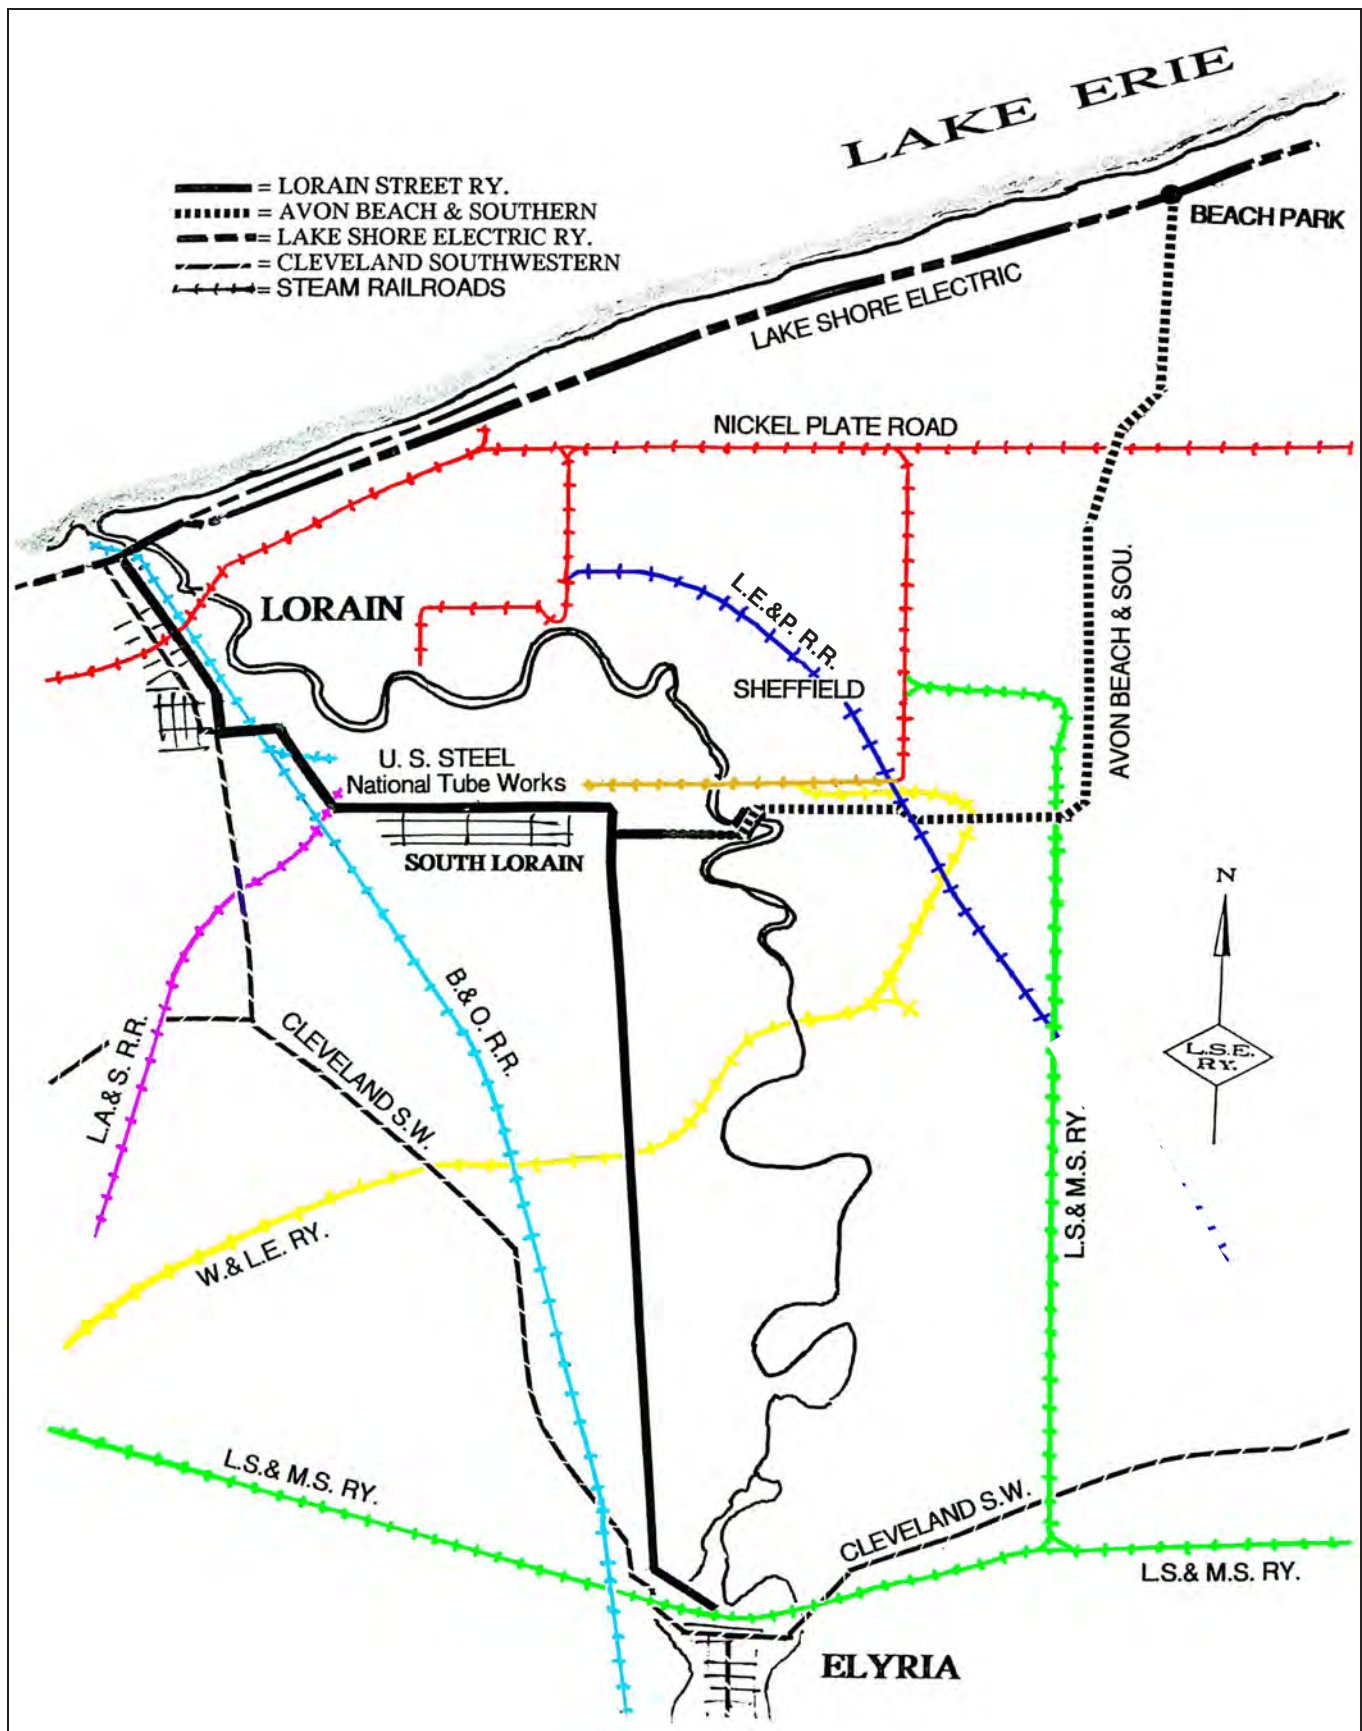 LAKE ERIE
= LORAIN STREET RY.
= AVON BEACH & SOUTHERN
= LAKE SHORE ELECTRIC RY.
= CLEVELAND SOUTHWESTERN
= STEAM RAILROADS
BEACH PARK
LAKE SHORE ELECTRIC
NICKEL PLATE ROAD
LORAIN
L.E.&P. R.R.
SHEFFIELD
AVON BEACH & SOU.
U. S. STEEL
National Tube Works
SOUTH LORAIN
N
L.S.E.
RY.
B.& O. R.R.
CLEVELAND S.W.
L.A.& S. R.R.
L.S.& M.S. RY.
W.& L.E. RY.
L.S.& M.S. RY.
CLEVELAND S.W.
L.S.& M.S. RY.
ELYRIA